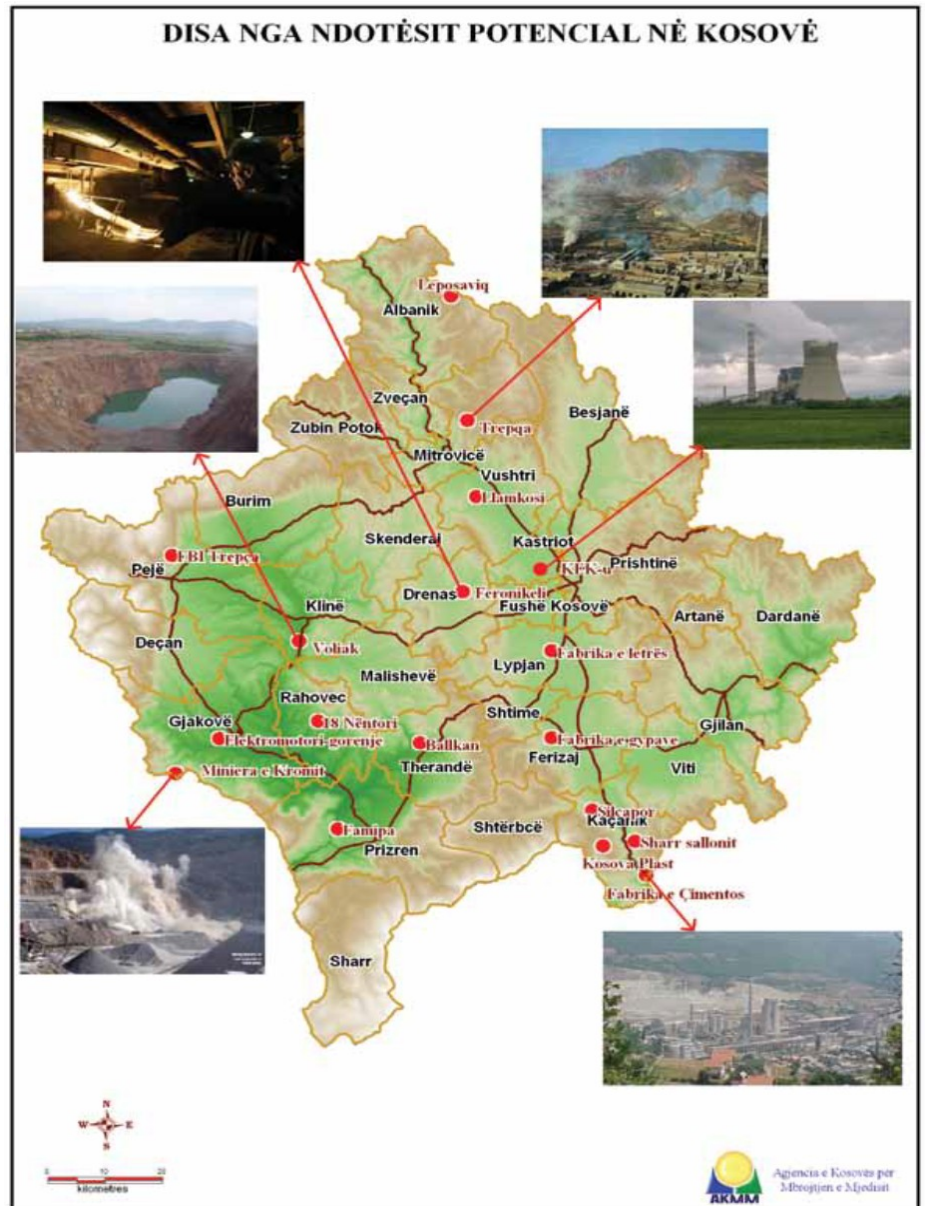 DISA NGA NDOTËSIT POTENCIAL NË KOSOVË
Leposaviq
Albanik
Zveçan
Besjanë
Zubin Potok
Trepqa
Mitrovicë
Vushtri
Llamkosi
Burim
Skenderaj
Kastriot
FBI Trepça
Pejë
KEK-u
Prishtinë
Drenas
Feronikeli
Klinë
Fushë Kosovë
Artanë
Dardanë
Deçan
Voliak
Fabrika e letrës
Lypjan
Malishevë
Rahovec
Shtime
18 Nëntori
Gjakovë
Gjilan
Elektromotori-gorenje
Ballkan
Fabrika e gypave
Ferizaj
Therandë
Viti
Miniera e Kromit
Silcapor
Kaçanik
Famipa
Shtërbcë
Sharr sallonit
Prizren
Kosova Plast
Fabrika e Çimentos
Sharr
N
W E
S
0 10 20
kilometres
AKMM
Agjencia e Kosovës për
Mbrojtjen e Mjedisit